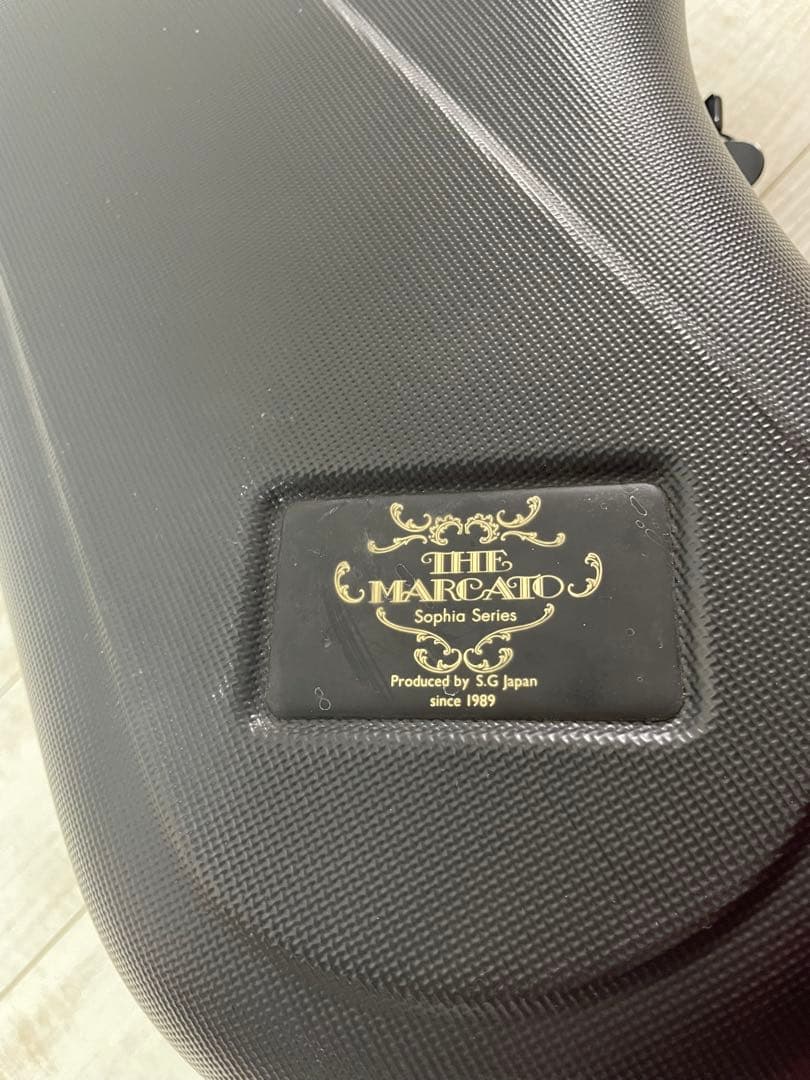 THE
MARCATO
Sophia Series
Produced by S.G Japan
since 1989